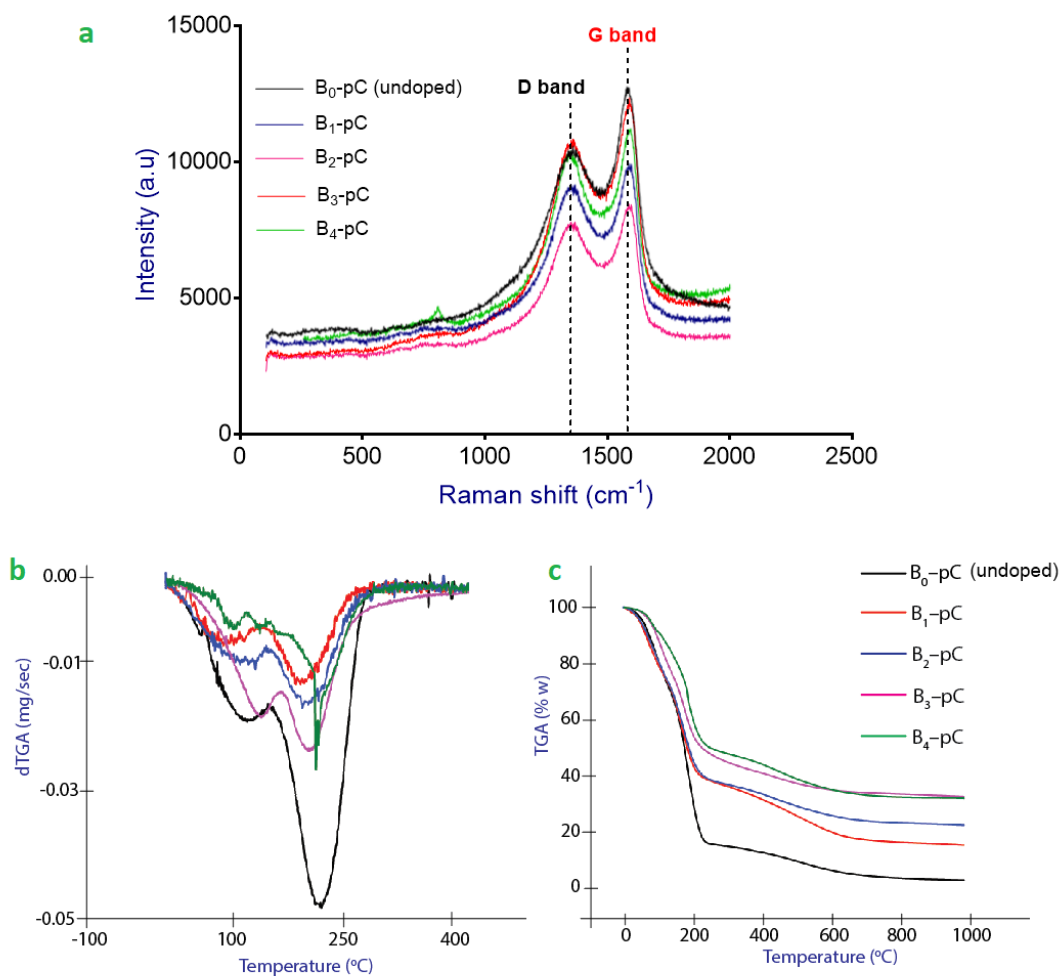 a
15000
10000
5000
0
Intensity (a.u)
B₀-pC (undoped)
B₁-pC
B₂-pC
B₃-pC
B₄-pC
D band
G band
0 500 1000 1500 2000 2500
Raman shift (cm⁻¹)
b
0.00
-0.01
-0.03
-0.05
dTGA (mg/sec)
-100 100 250 400
Temperature (ºC)
c
100
80
60
40
20
0
TGA (% w)
B₀–pC (undoped)
B₁–pC
B₂–pC
B₃–pC
B₄–pC
0 200 400 600 800 1000
Temperature (ºC)